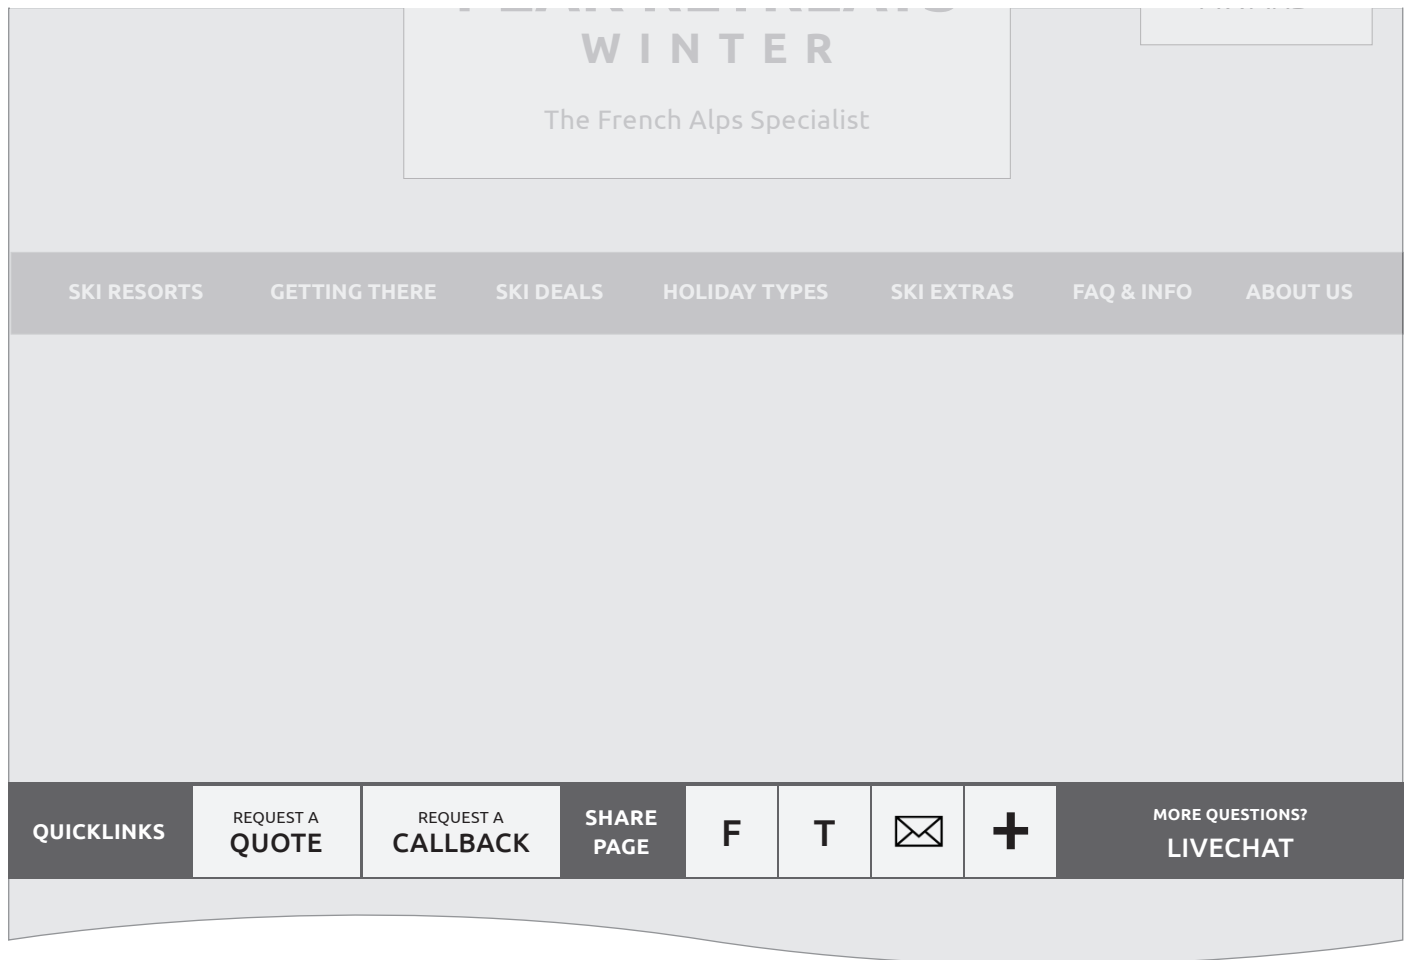 WINTER
The French Alps Specialist
SKI RESORTS GETTING THERE SKI DEALS HOLIDAY TYPES SKI EXTRAS FAQ & INFO ABOUT US
QUICKLINKS
REQUEST A
QUOTE
REQUEST A
CALLBACK
SHARE
PAGE
F T +
MORE QUESTIONS?
LIVECHAT